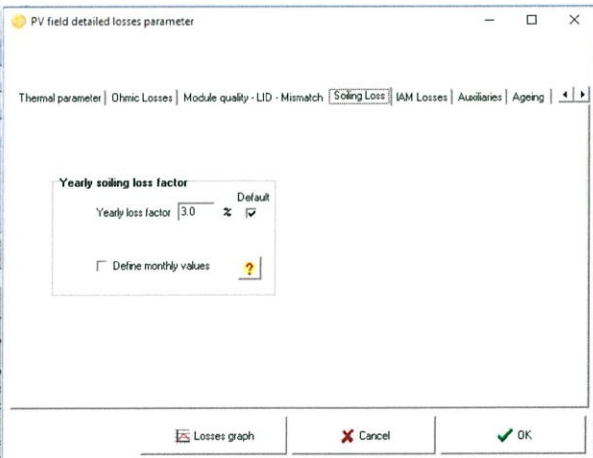 PV field detailed losses parameter
Thermal parameter Ohmic Losses Module quality - LID - Mismatch Soiling Loss IAM Losses Auxiliaries Ageing
Yearly soiling loss factor
Default
Yearly loss factor 3.0 %
Define monthly values ?
Losses graph Cancel OK